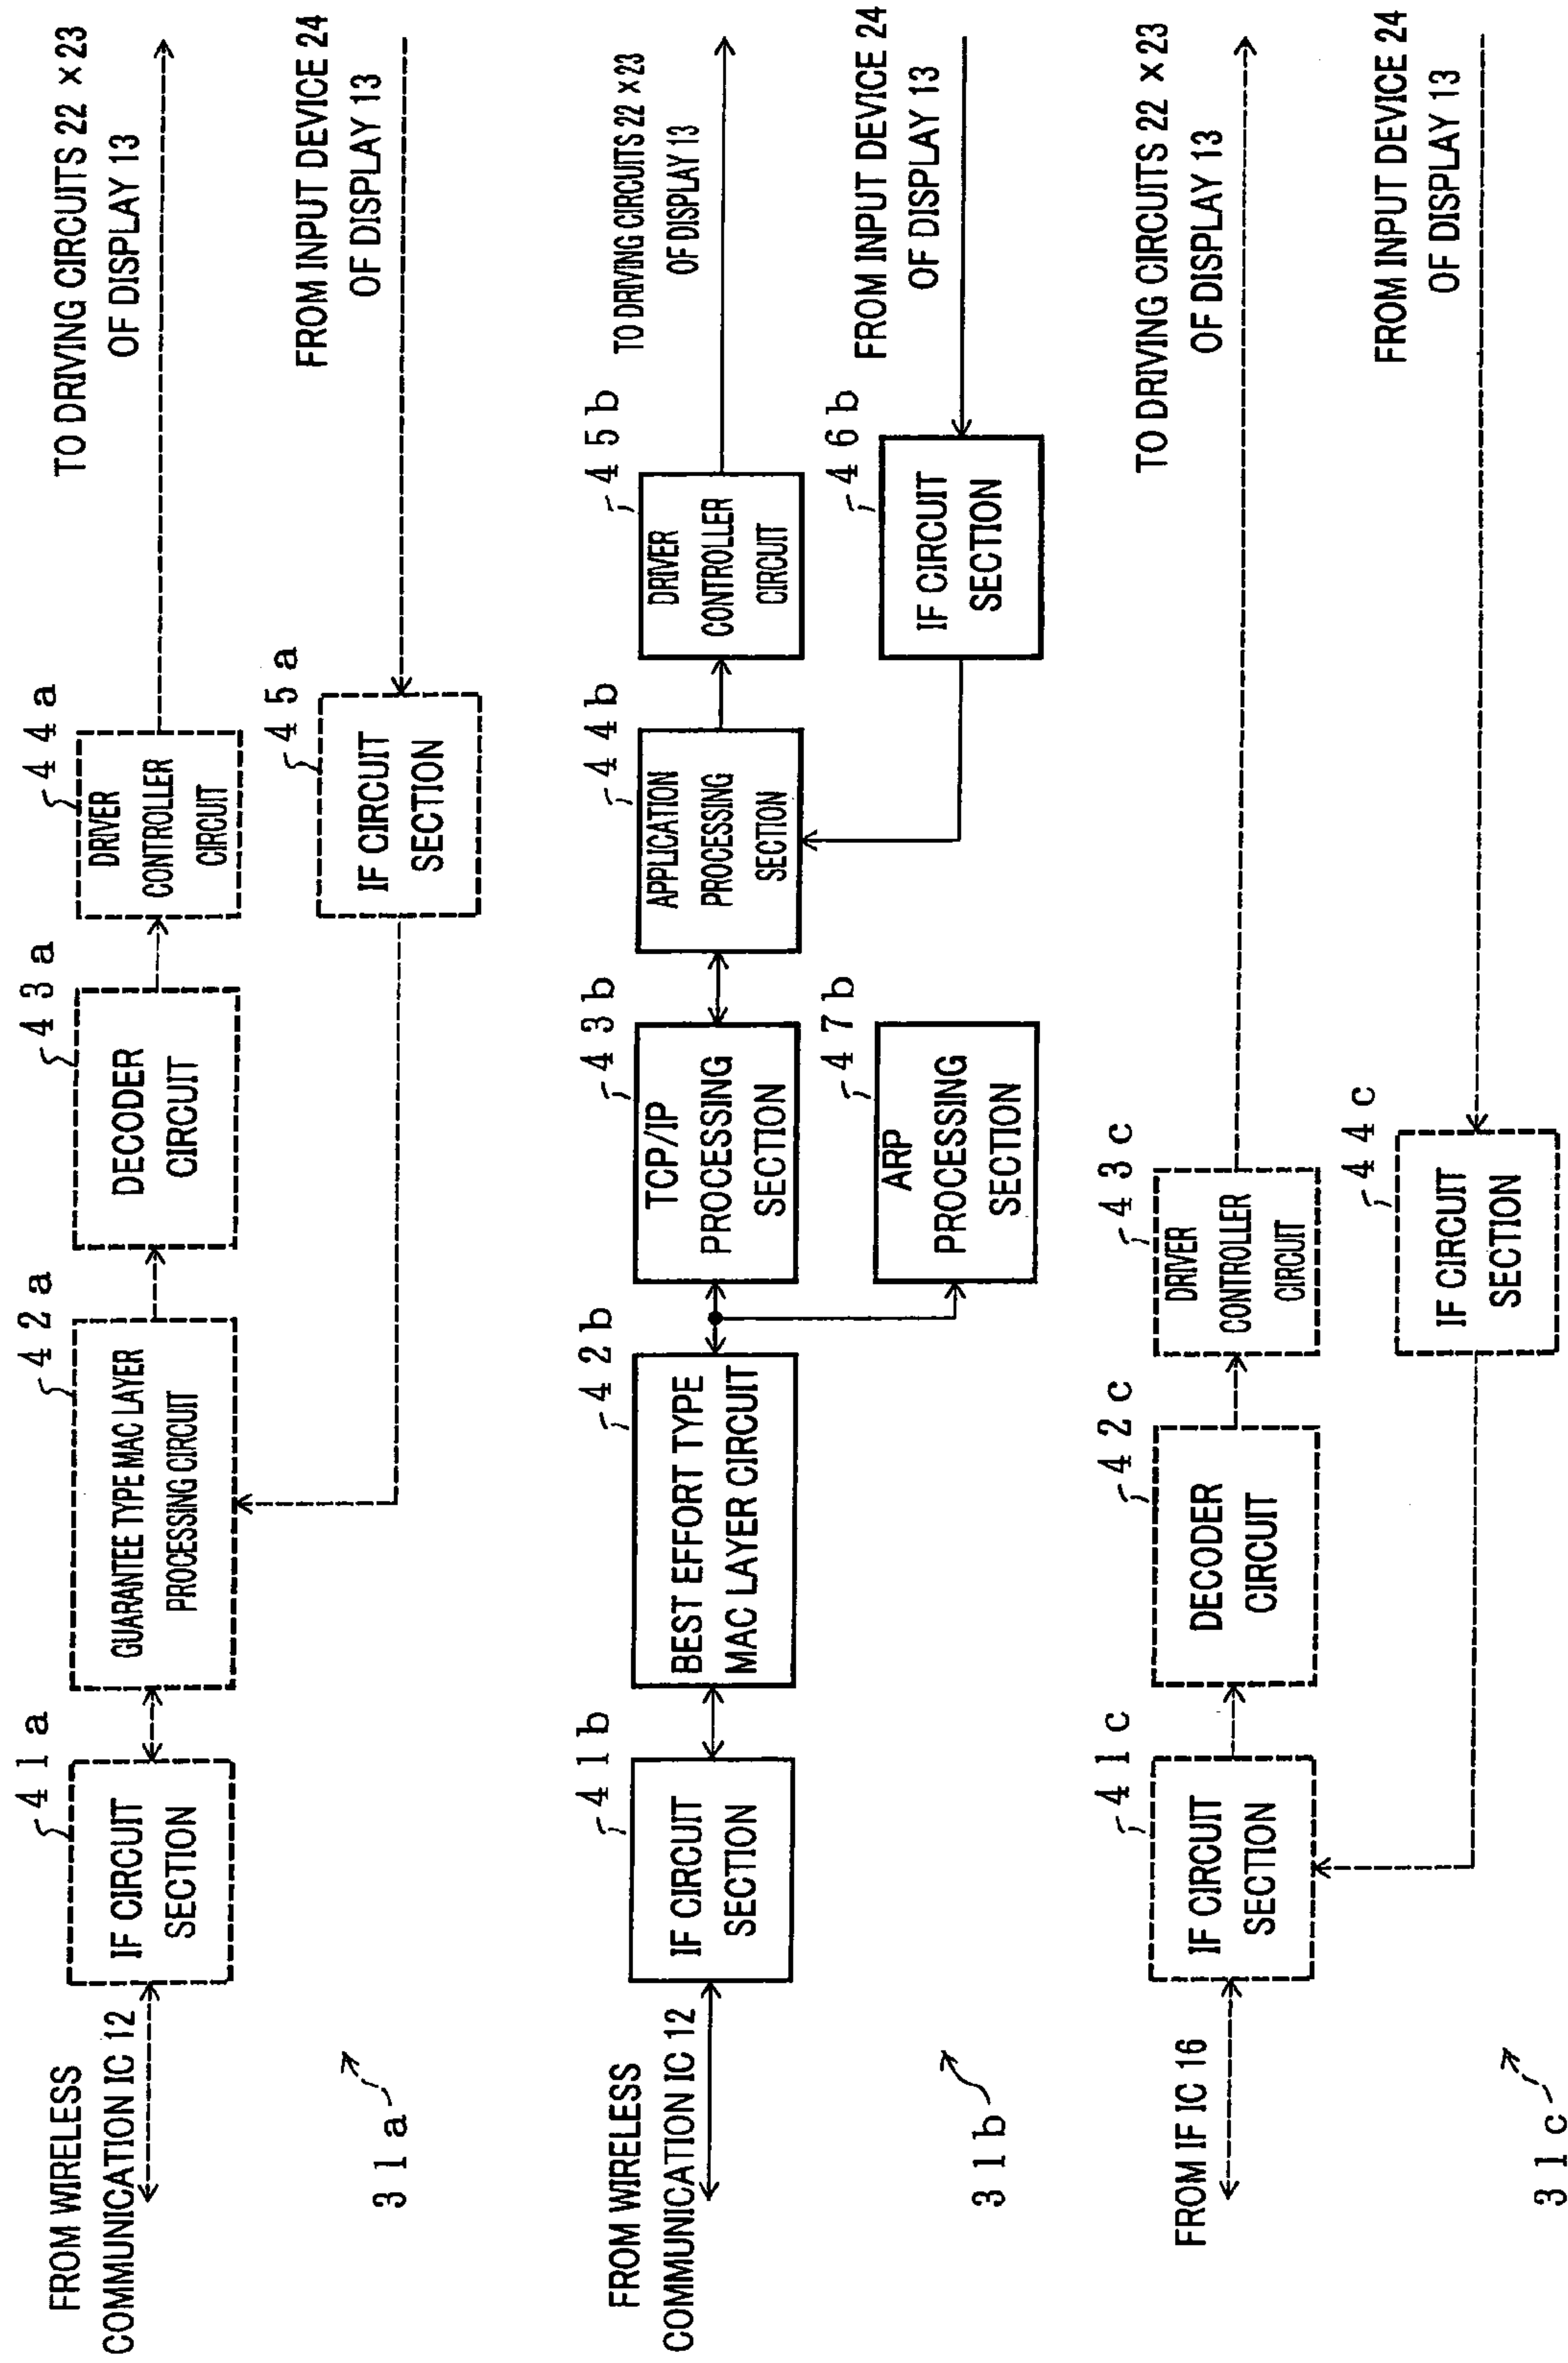 FROM WIRELESS
COMMUNICATION IC 12
41a
IF CIRCUIT
SECTION
42a
GUARANTEE TYPE MAC LAYER
PROCESSING CIRCUIT
43a
DECODER
CIRCUIT
44a
DRIVER
CONTROLLER
CIRCUIT
TO DRIVING CIRCUITS 22 ×23
OF DISPLAY 13
45a
IF CIRCUIT
SECTION
FROM INPUT DEVICE 24
OF DISPLAY 13
31a
FROM WIRELESS
COMMUNICATION IC 12
41b
IF CIRCUIT
SECTION
42b
BEST EFFORT TYPE
MAC LAYER CIRCUIT
43b
TCP/IP
PROCESSING
SECTION
44b
APPLICATION
PROCESSING
SECTION
45b
DRIVER
CONTROLLER
CIRCUIT
TO DRIVING CIRCUITS 22 ×23
OF DISPLAY 13
47b
ARP
PROCESSING
SECTION
46b
IF CIRCUIT
SECTION
FROM INPUT DEVICE 24
OF DISPLAY 13
31b
FROM IF IC 16
41c
IF CIRCUIT
SECTION
42c
DECODER
CIRCUIT
43c
DRIVER
CONTROLLER
CIRCUIT
TO DRIVING CIRCUITS 22 ×23
OF DISPLAY 13
44c
IF CIRCUIT
SECTION
FROM INPUT DEVICE 24
OF DISPLAY 13
31c